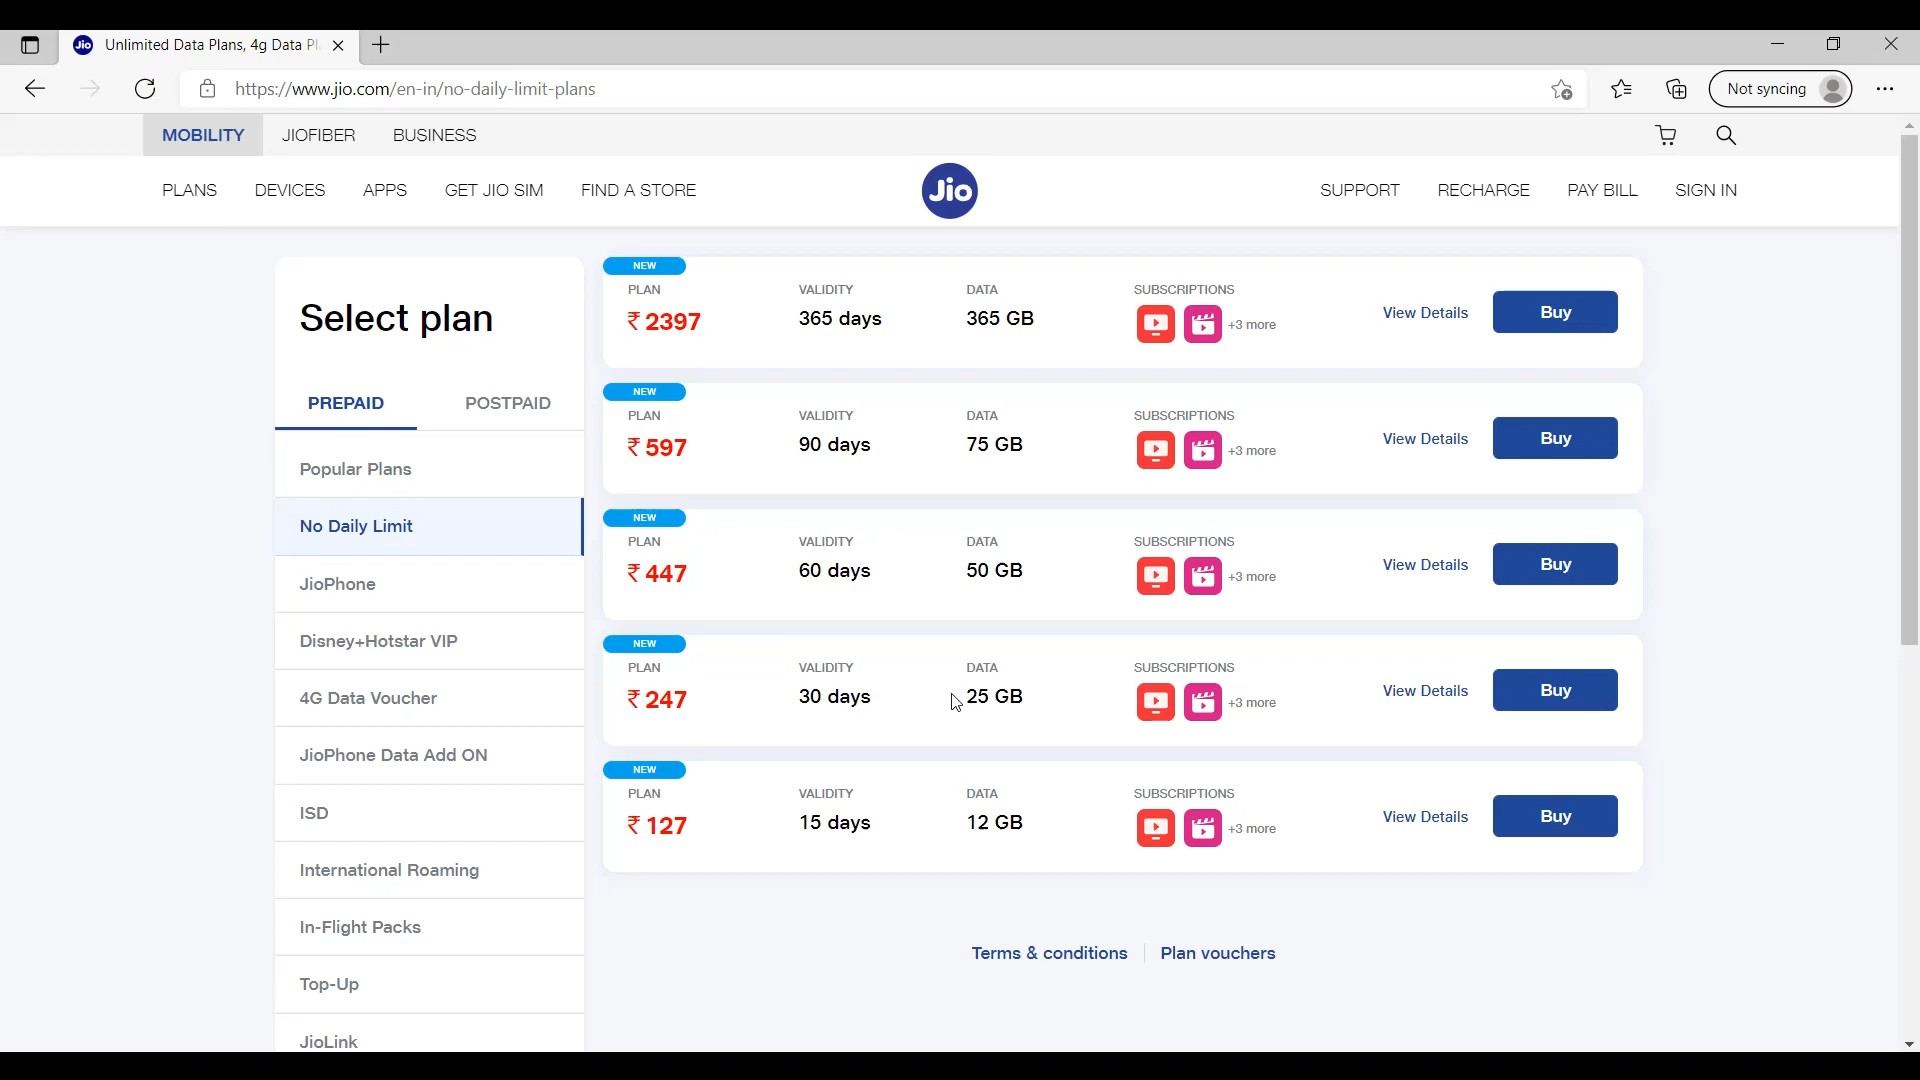 Unlimited Data Plans, 4g Data Pl
https://www.jio.com/en-in/no-daily-limit-plans
Not syncing
MOBILITY JIOFIBER BUSINESS
PLANS DEVICES APPS GET JIO SIM FIND A STORE Jio SUPPORT RECHARGE PAY BILL SIGN IN
Select plan
PREPAID POSTPAID
Popular Plans
No Daily Limit
JioPhone
Disney+Hotstar VIP
4G Data Voucher
JioPhone Data Add ON
ISD
International Roaming
In-Flight Packs
Top-Up
JioLink
NEW
PLAN VALIDITY DATA SUBSCRIPTIONS
₹ 2397 365 days 365 GB +3 more View Details Buy
NEW
PLAN VALIDITY DATA SUBSCRIPTIONS
₹ 597 90 days 75 GB +3 more View Details Buy
NEW
PLAN VALIDITY DATA SUBSCRIPTIONS
₹ 447 60 days 50 GB +3 more View Details Buy
NEW
PLAN VALIDITY DATA SUBSCRIPTIONS
₹ 247 30 days 25 GB +3 more View Details Buy
NEW
PLAN VALIDITY DATA SUBSCRIPTIONS
₹ 127 15 days 12 GB +3 more View Details Buy
Terms & conditions Plan vouchers